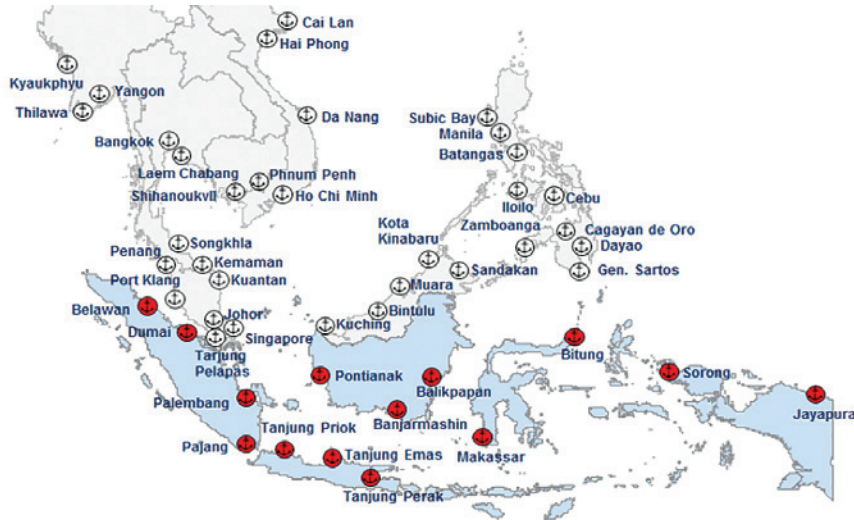 Cai Lan
Hai Phong
Kyaukphyu
Yangon
Thilawa
Da Nang
Subic Bay
Manila
Bangkok
Batangas
Laem Chabang
Phnum Penh
Shihanoukvll
Ho Chi Minh
Iloilo
Cebu
Zamboanga
Kota
Kinabaru
Cagayan de Oro
Dayao
Songkhla
Penang
Kemaman
Sandakan
Gen. Sartos
Port Klang
Kuantan
Muara
Belawan
Johor
Bintulu
Dumai
Singapore
Kuching
Tarjung
Pelapas
Bitung
Pontianak
Balikpapan
Sorong
Palembang
Jayapura
Tanjung Priok
Banjarmashin
Pajang
Tanjung Emas
Makassar
Tanjung Perak